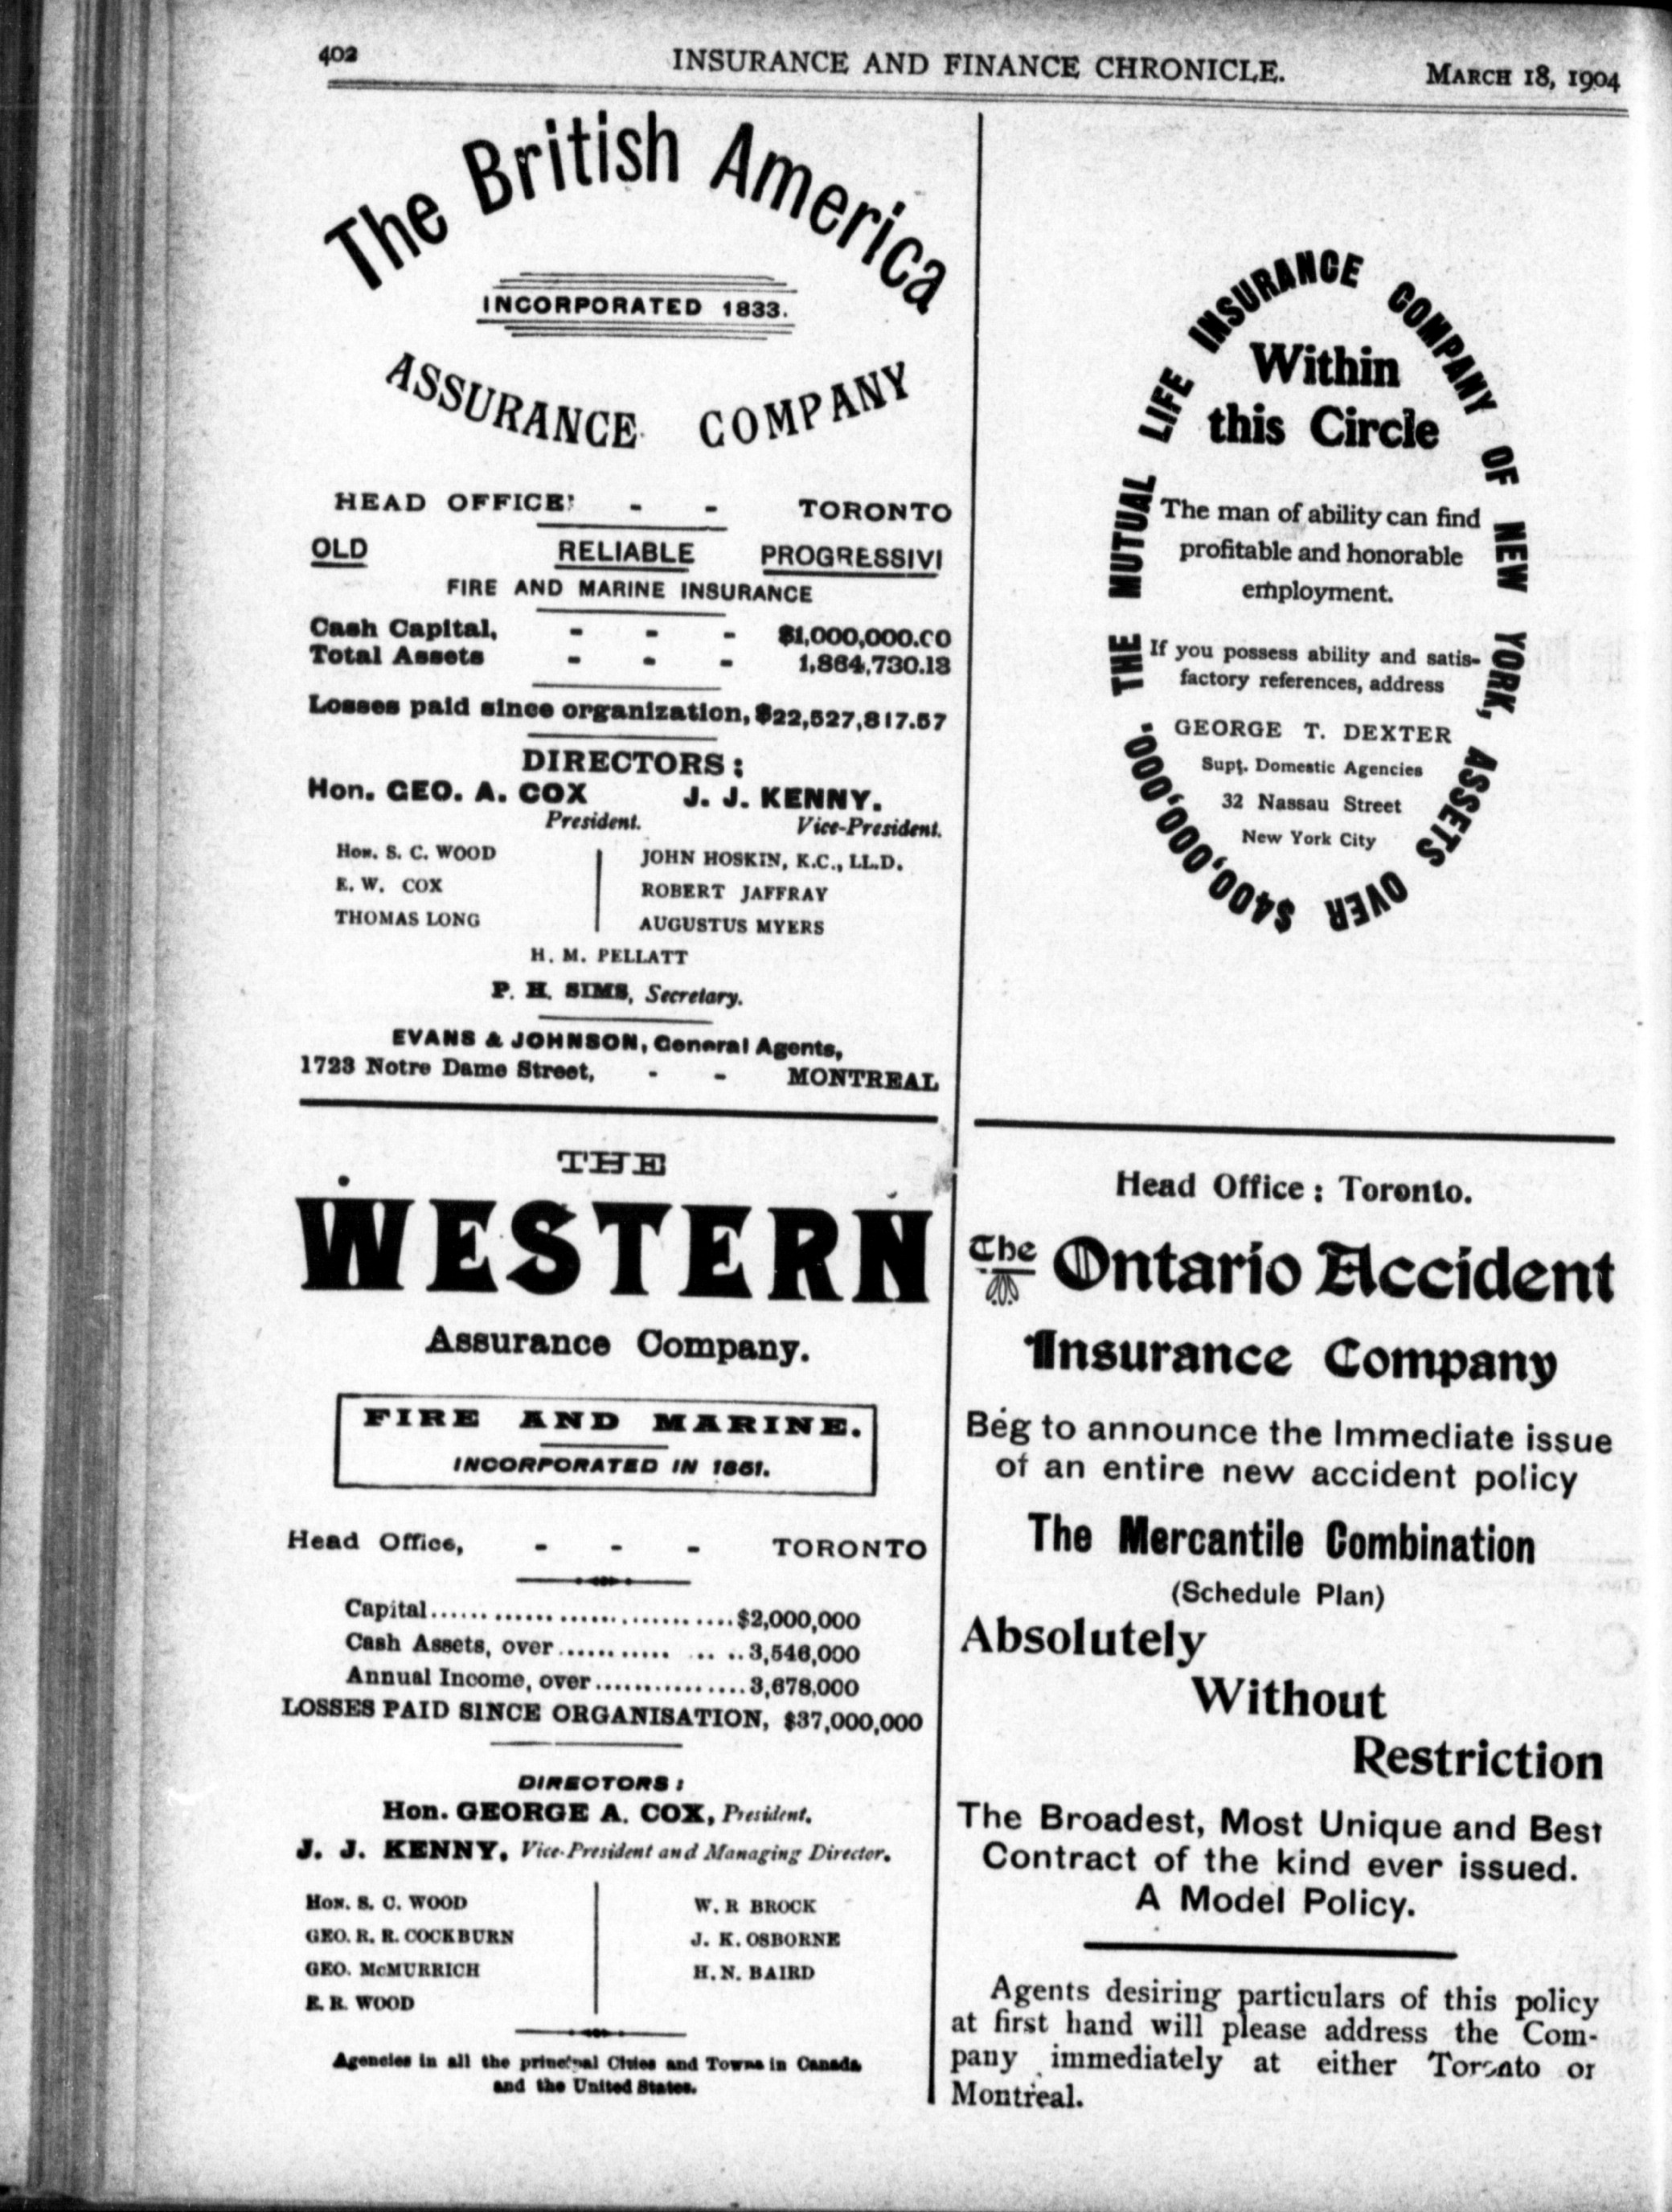 402 INSURANCE AND FINANCE CHRONICLE. MARCH 18, 1904
The British America
INCORPORATED 1833.
ASSURANCE COMPANY
HEAD OFFICE: - - TORONTO
OLD RELIABLE PROGRESSIVI
FIRE AND MARINE INSURANCE
Cash Capital, - - - $1,000,000.00
Total Assets - - - 1,864,730.13
Losses paid since organization, $22,527,817.57
DIRECTORS:
Hon. GEO. A. COX J. J. KENNY.
President. Vice-President.
HON. S. C. WOOD JOHN HOSKIN, K.C., LL.D.
E. W. COX ROBERT JAFFRAY
THOMAS LONG AUGUSTUS MYERS
H. M. PELLATT
P. H. SIMS, Secretary.
EVANS & JOHNSON, General Agents,
1723 Notre Dame Street, - - MONTREAL
THE
WESTERN
Assurance Company.
FIRE AND MARINE.
INCORPORATED IN 1851.
Head Office, - - - TORONTO
Capital..............................$2,000,000
Cash Assets, over............ .. ..3,546,000
Annual Income, over...............3,678,000
LOSSES PAID SINCE ORGANISATION, $37,000,000
DIRECTORS:
Hon. GEORGE A. COX, President.
J. J. KENNY, Vice-President and Managing Director.
HON. S. C. WOOD W. R BROCK
GEO. R. R. COCKBURN J. K. OSBORNE
GEO. McMURRICH H. N. BAIRD
E. R. WOOD
Agencies in all the principal Cities and Towns in Canada
and the United States.
THE MUTUAL LIFE INSURANCE COMPANY OF NEW YORK, ASSETS OVER $400,000,000.
Within
this Circle
The man of ability can find
profitable and honorable
employment.
If you possess ability and satis-
factory references, address
GEORGE T. DEXTER
Supt. Domestic Agencies
32 Nassau Street
New York City
Head Office: Toronto.
The Ontario Accident
Insurance Company
Beg to announce the Immediate issue
of an entire new accident policy
The Mercantile Combination
(Schedule Plan)
Absolutely
Without
Restriction
The Broadest, Most Unique and Best
Contract of the kind ever issued.
A Model Policy.
Agents desiring particulars of this policy
at first hand will please address the Com-
pany immediately at either Toronto or
Montreal.